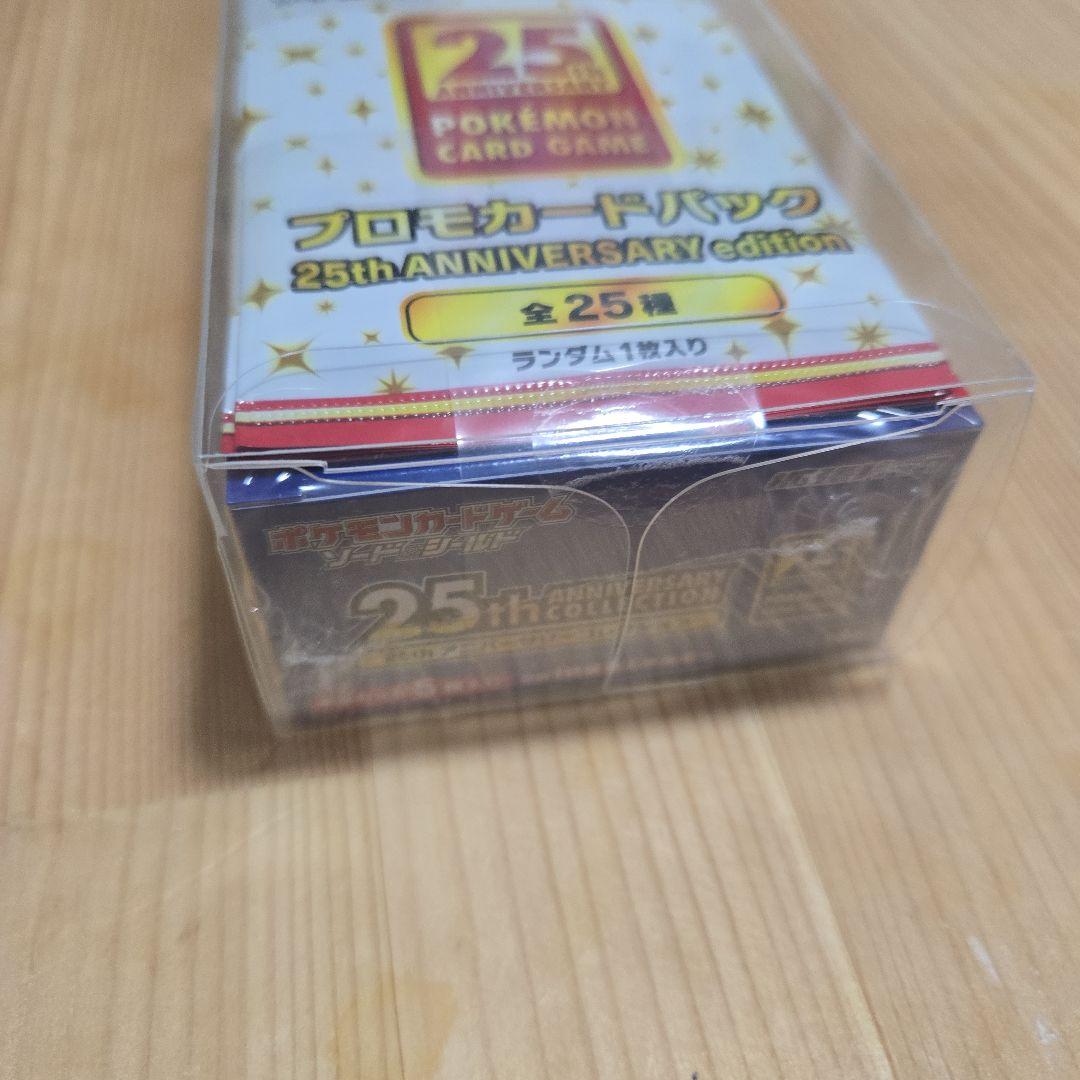 25th
ANNIVERSARY
POKÉMON
CARD GAME
プロモカードパック
25th ANNIVERSARY edition
全25種
ランダム1枚入り
ポケモンカードゲーム
ソード&シールド
25th ANNIVERSARY
COLLECTION